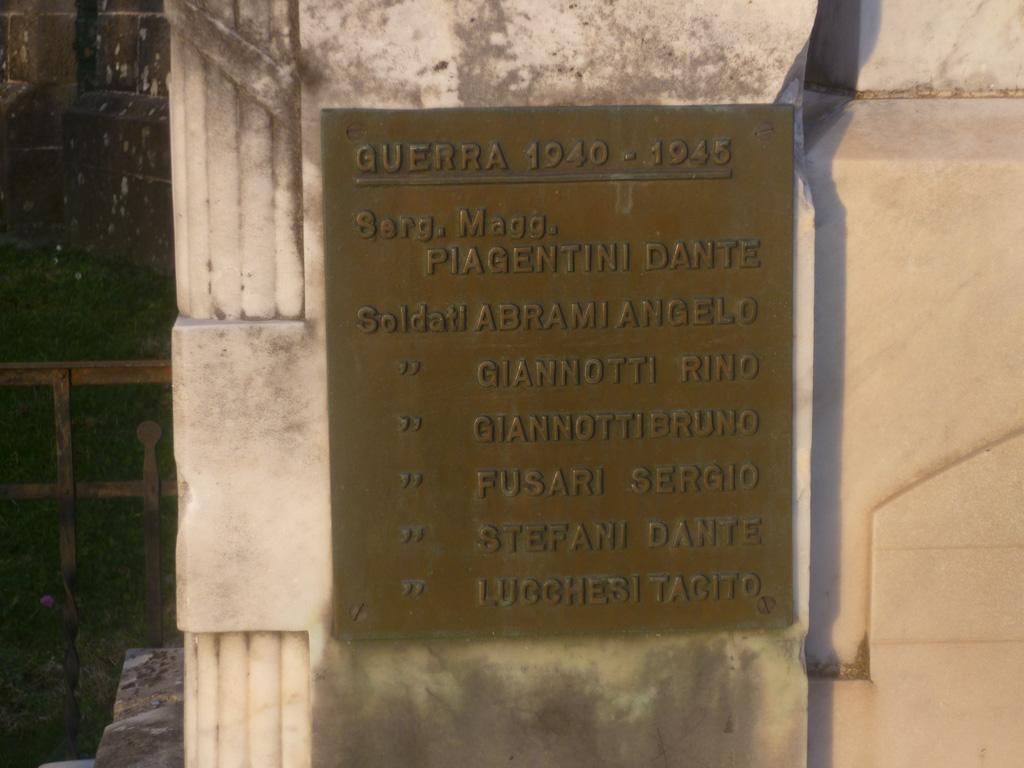 GUERRA 1940 - 1945
Serg. Magg.
PIAGENTINI DANTE
Soldati ABRAMI ANGELO
” GIANNOTTI RINO
” GIANNOTTI BRUNO
” FUSARI SERGIO
” STEFANI DANTE
” LUCCHESI TACITO